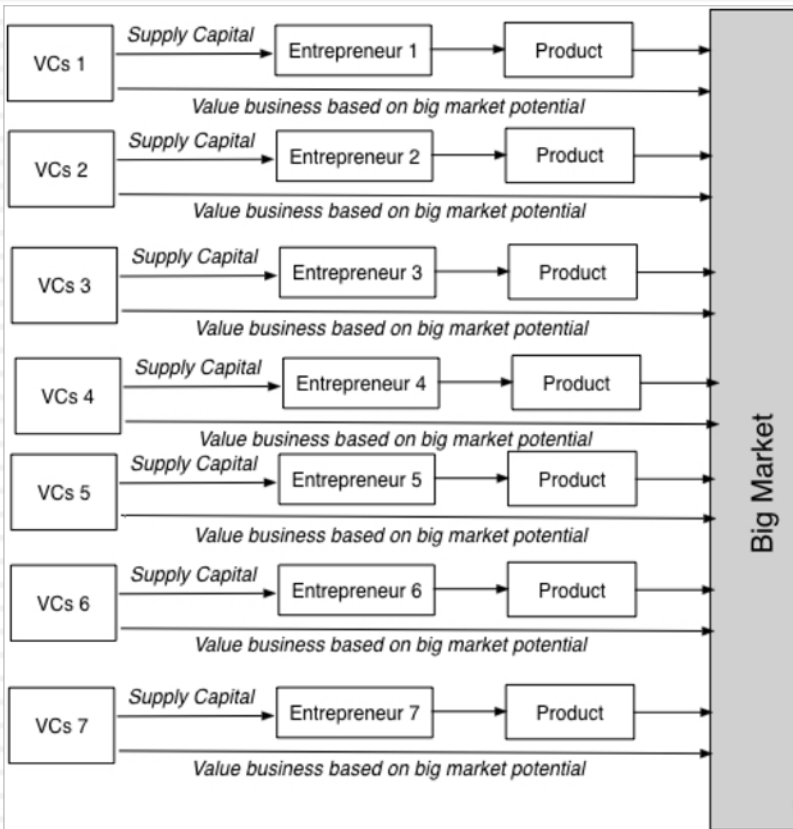 Supply Capital
VCs 1
Entrepreneur 1
Product
Value business based on big market potential
Supply Capital
VCs 2
Entrepreneur 2
Product
Value business based on big market potential
Supply Capital
VCs 3
Entrepreneur 3
Product
Value business based on big market potential
Supply Capital
VCs 4
Entrepreneur 4
Product
Value business based on big market potential
Supply Capital
VCs 5
Entrepreneur 5
Product
Value business based on big market potential
Supply Capital
VCs 6
Entrepreneur 6
Product
Value business based on big market potential
Supply Capital
VCs 7
Entrepreneur 7
Product
Value business based on big market potential
Big Market